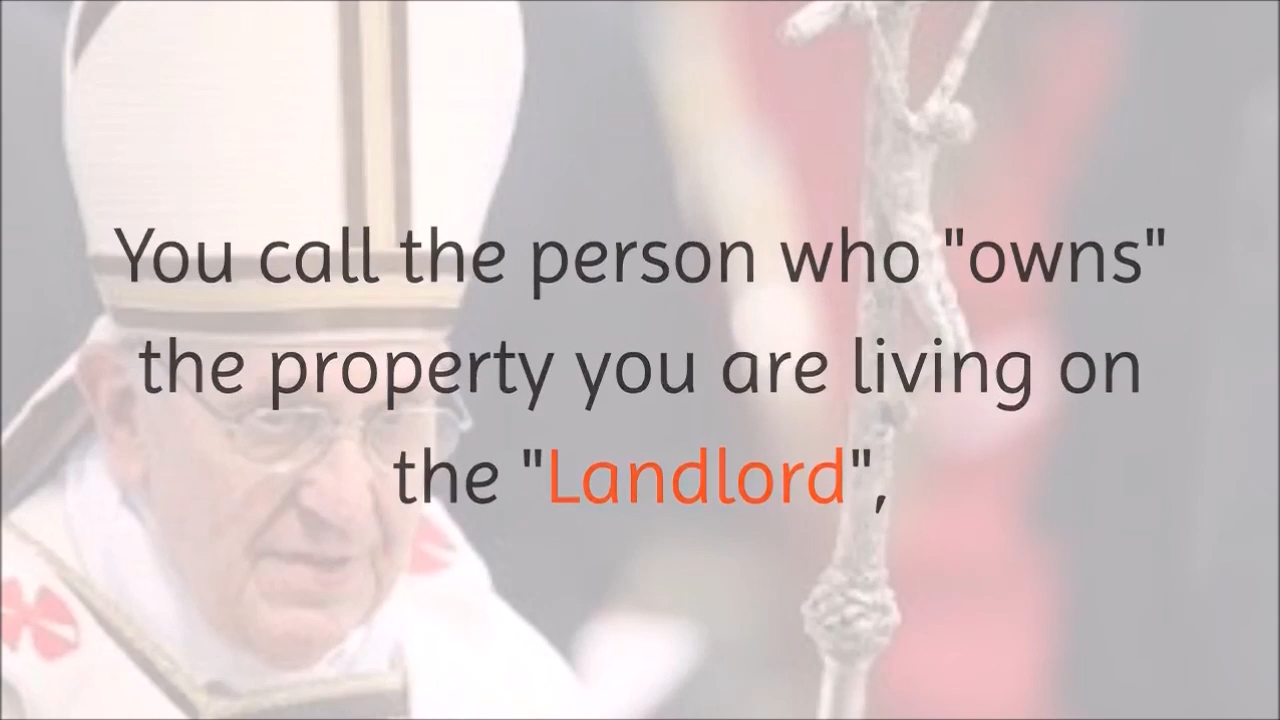 You call the person who "owns"
the property you are living on
the "Landlord",